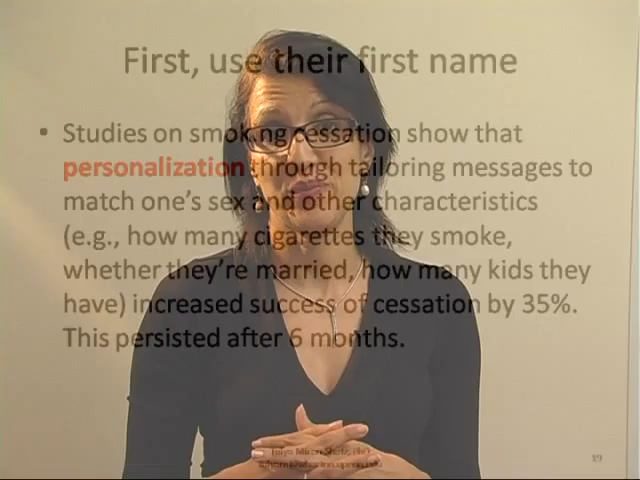 First, use their first name
• Studies on smoking cessation show that
personalization through tailoring messages to
match one's sex and other characteristics
(e.g., how many cigarettes they smoke,
whether they're married, how many kids they
have) increased success of cessation by 35%.
This persisted after 6 months.
19